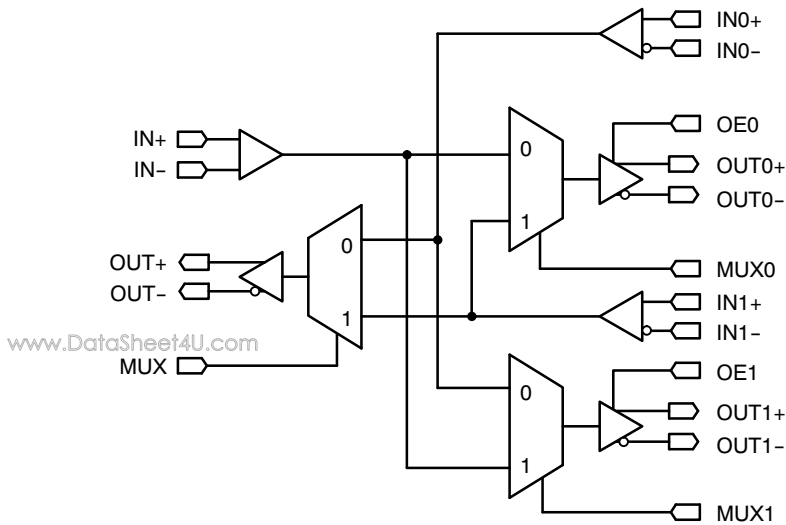 IN0+
IN0-
IN+
IN-
0
1
OE0
OUT0+
OUT0-
OUT+
OUT-
0
1
MUX0
IN1+
IN1-
www.DataSheet4U.com
MUX
0
1
OE1
OUT1+
OUT1-
MUX1